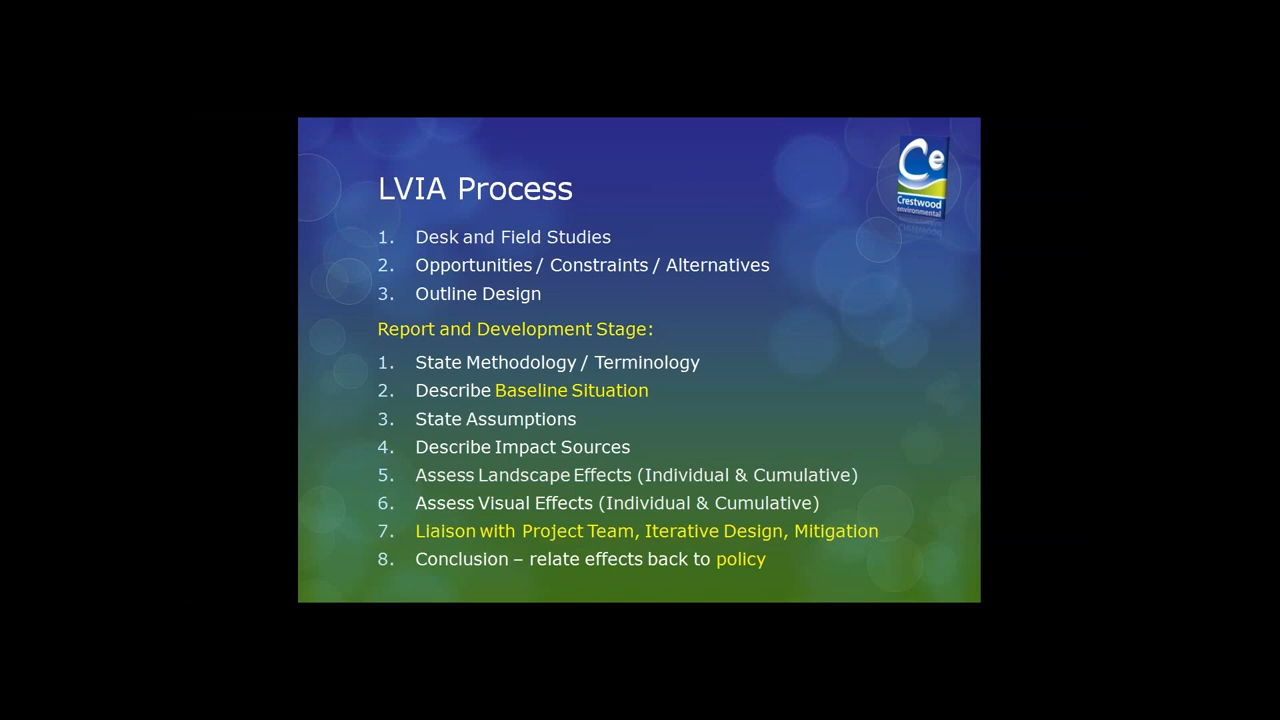 Ce
Crestwood
environmental
LVIA Process
1. Desk and Field Studies
2. Opportunities / Constraints / Alternatives
3. Outline Design
Report and Development Stage:
1. State Methodology / Terminology
2. Describe Baseline Situation
3. State Assumptions
4. Describe Impact Sources
5. Assess Landscape Effects (Individual & Cumulative)
6. Assess Visual Effects (Individual & Cumulative)
7. Liaison with Project Team, Iterative Design, Mitigation
8. Conclusion – relate effects back to policy